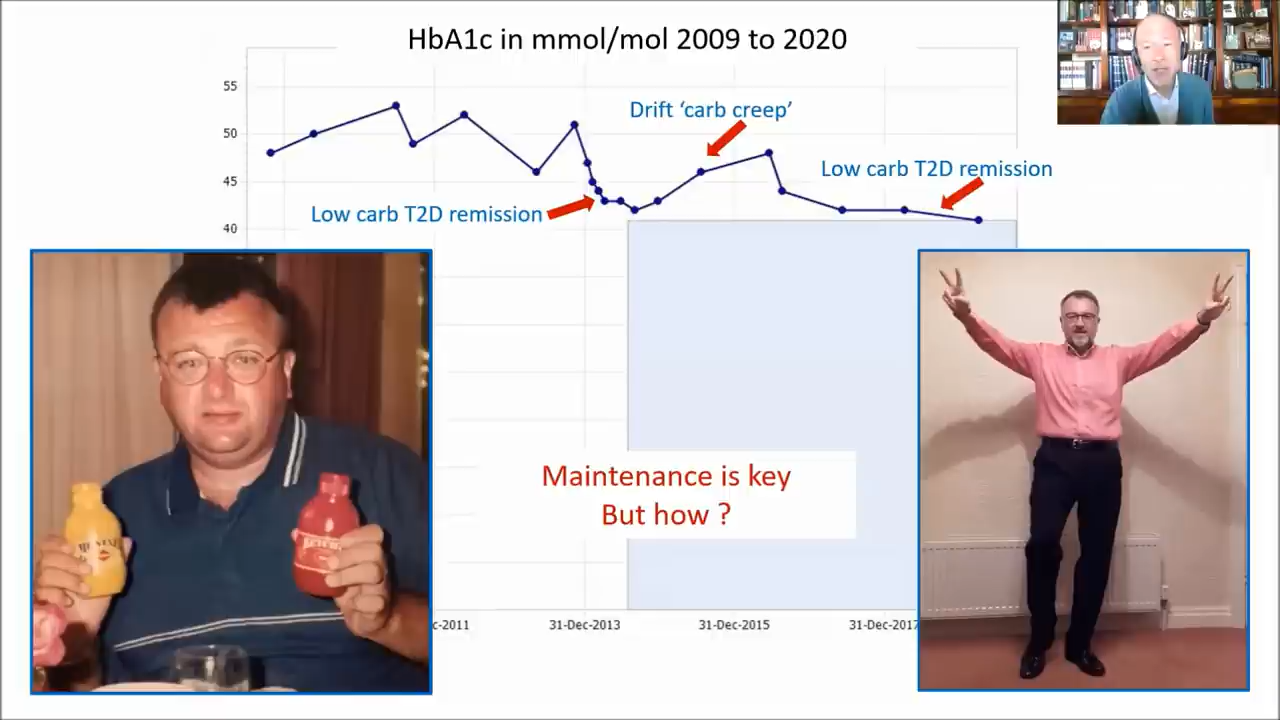 HbA1c in mmol/mol 2009 to 2020
55
50
45
40
Drift ‘carb creep’
Low carb T2D remission
Low carb T2D remission
Maintenance is key
But how ?
c-2011
31-Dec-2013
31-Dec-2015
31-Dec-2017